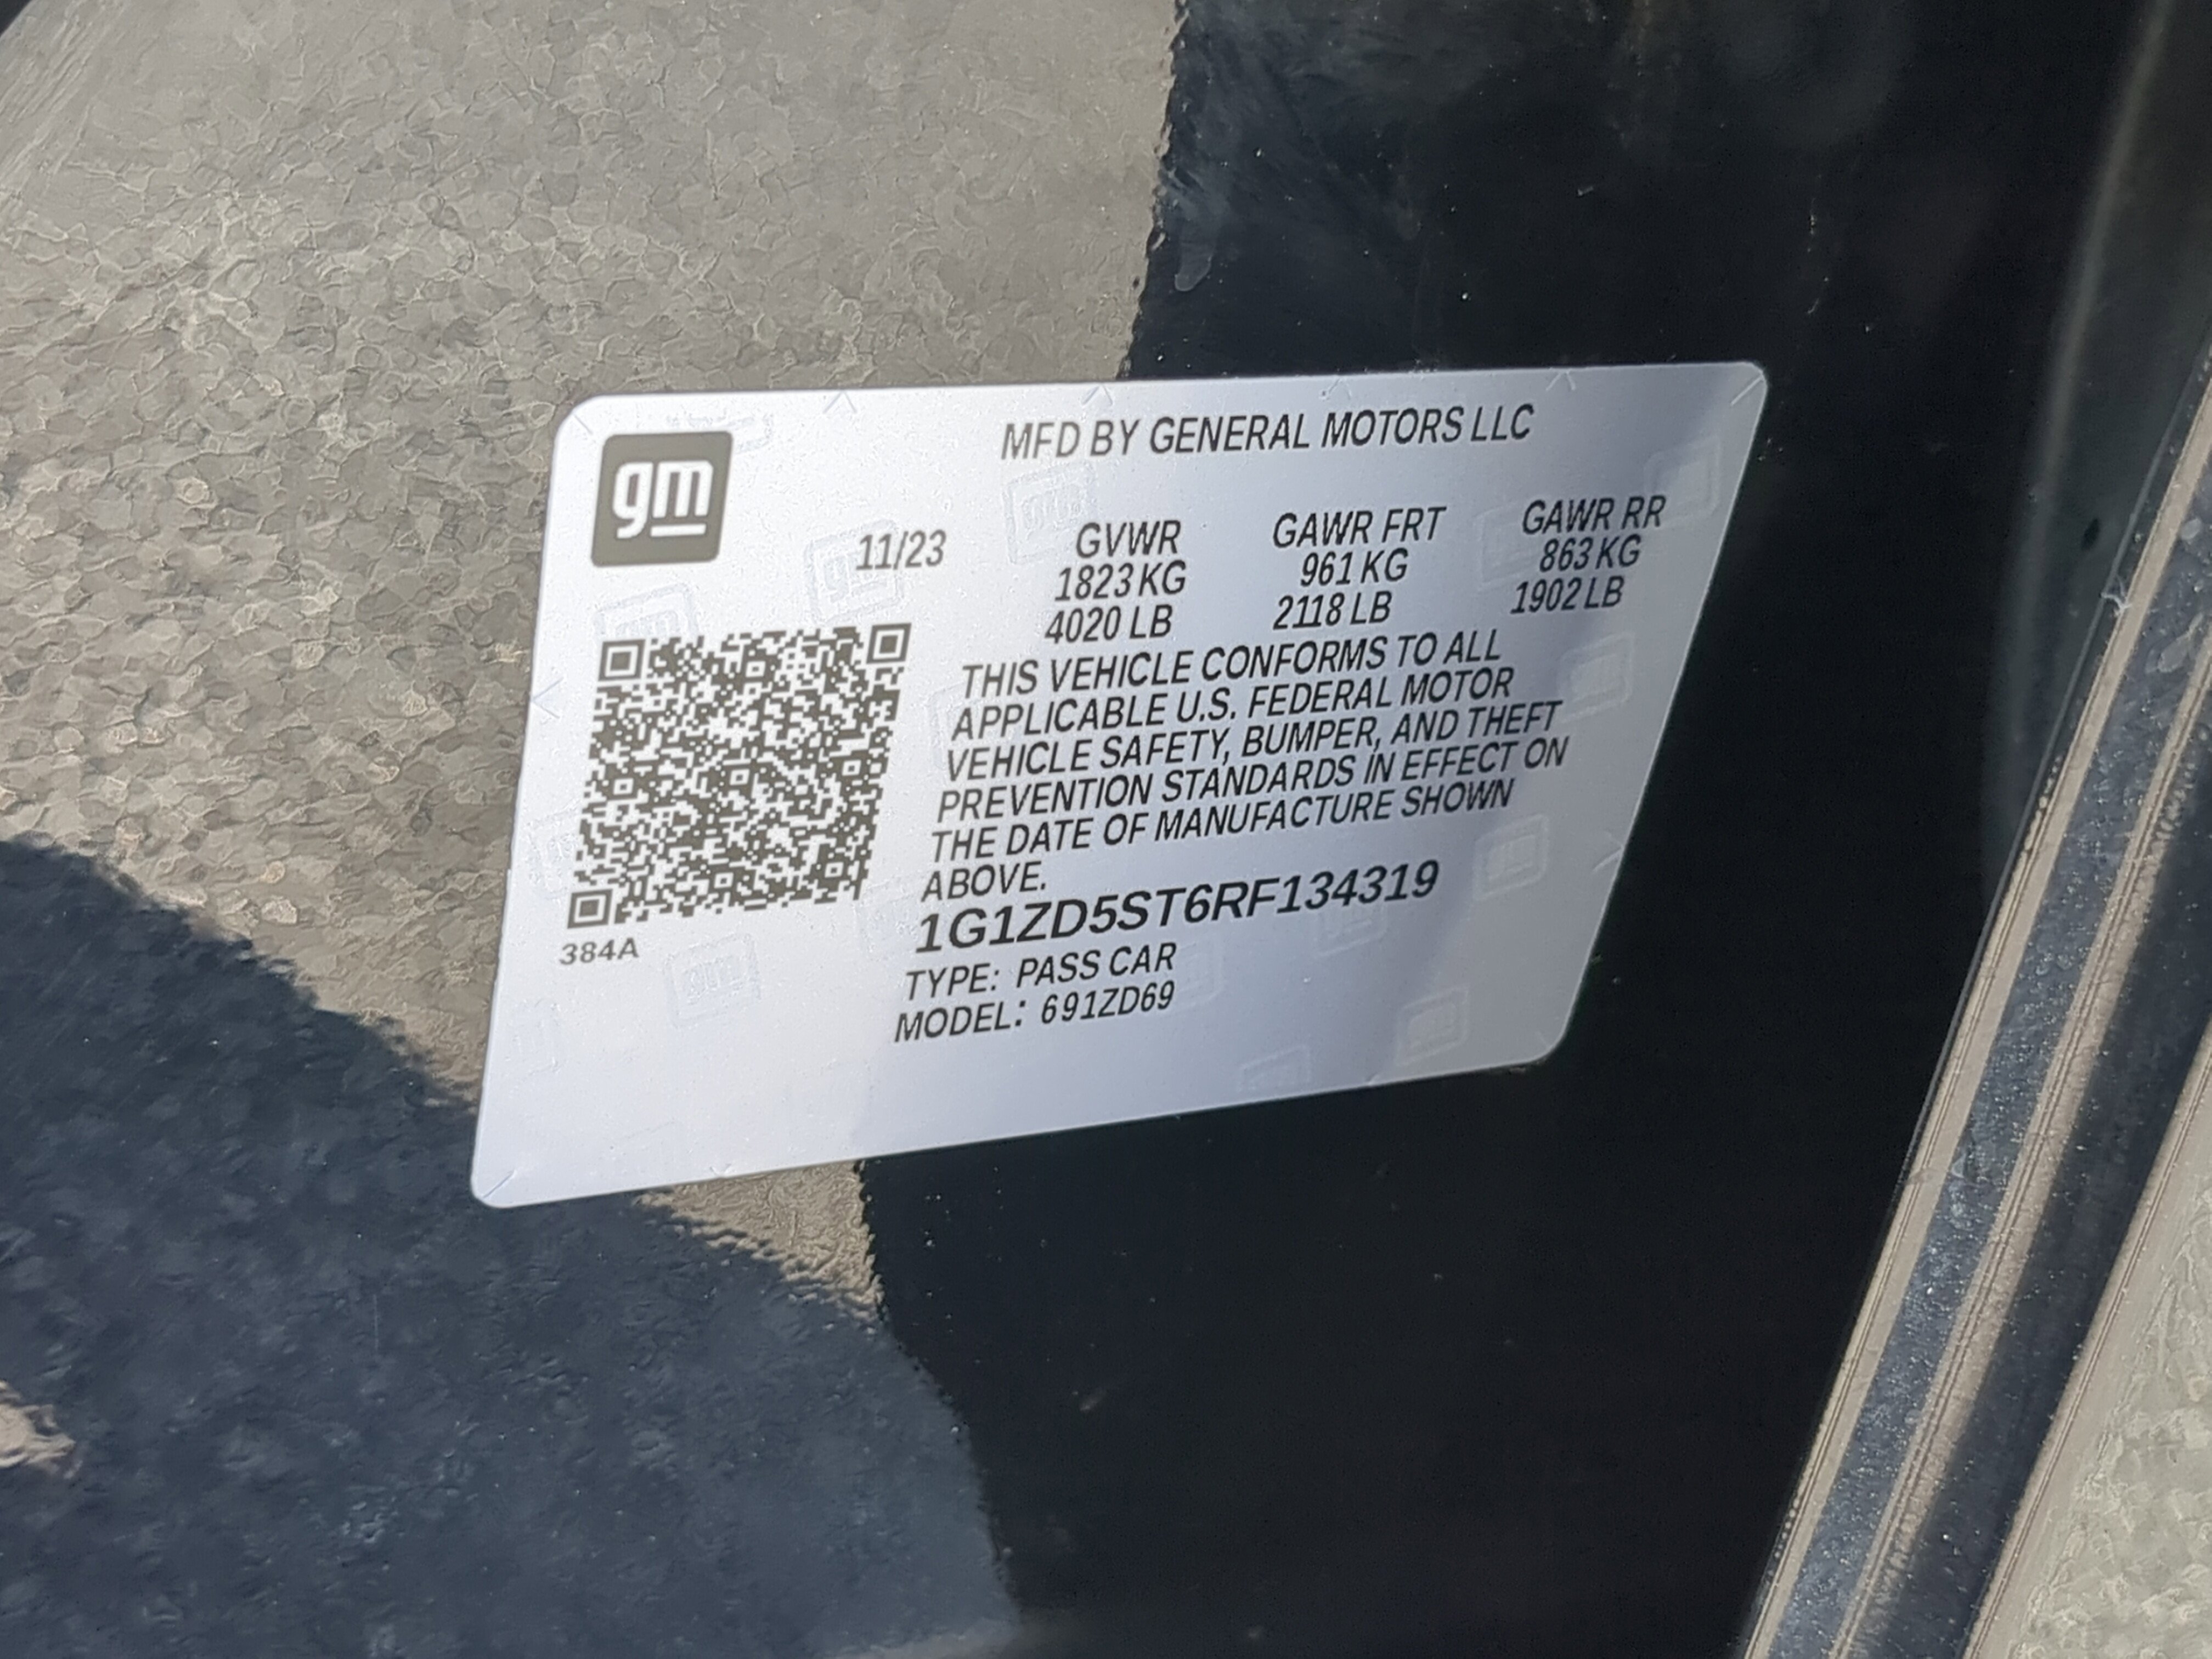 gm
MFD BY GENERAL MOTORS LLC
11/23 GVWR GAWR FRT GAWR RR
1823 KG 961 KG 863 KG
4020 LB 2118 LB 1902 LB
THIS VEHICLE CONFORMS TO ALL
APPLICABLE U.S. FEDERAL MOTOR
VEHICLE SAFETY, BUMPER, AND THEFT
PREVENTION STANDARDS IN EFFECT ON
THE DATE OF MANUFACTURE SHOWN
ABOVE.
1G1ZD5ST6RF134319
384A
TYPE: PASS CAR
MODEL: 691ZD69